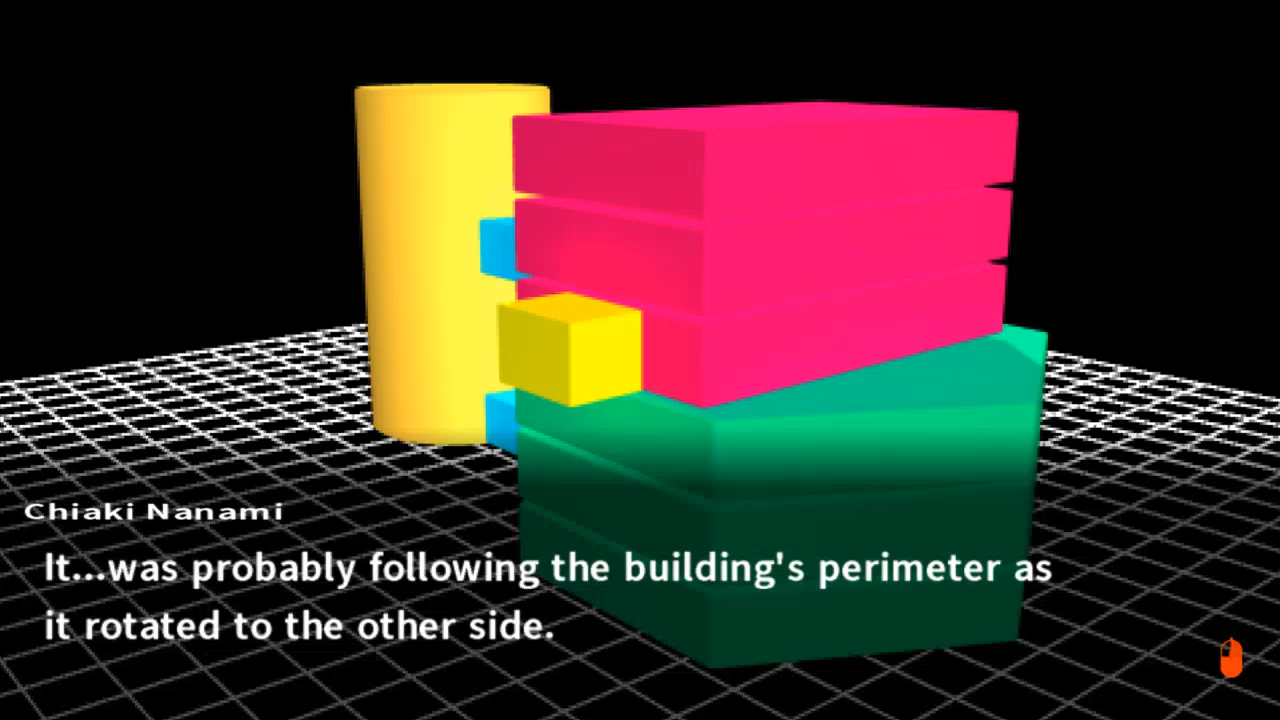 Chiaki Nanami
It...was probably following the building's perimeter as
it rotated to the other side.